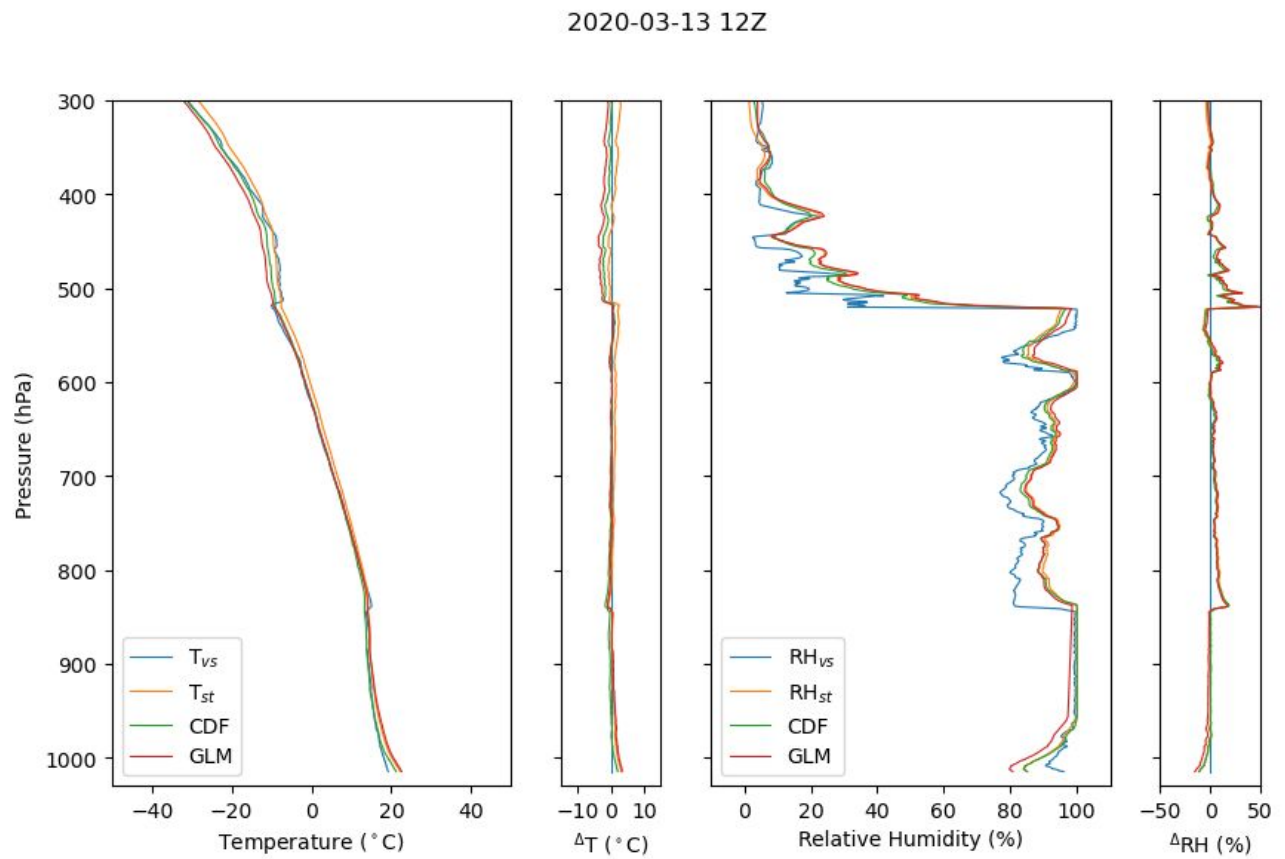 2020-03-13 12Z
Pressure (hPa)
300
400
500
600
700
800
900
1000
T_vs
T_st
CDF
GLM
−40 −20 0 20 40
Temperature (°C)
−10 0 10
ΔT (°C)
RH_vs
RH_st
CDF
GLM
0 20 40 60 80 100
Relative Humidity (%)
−50 0 50
ΔRH (%)